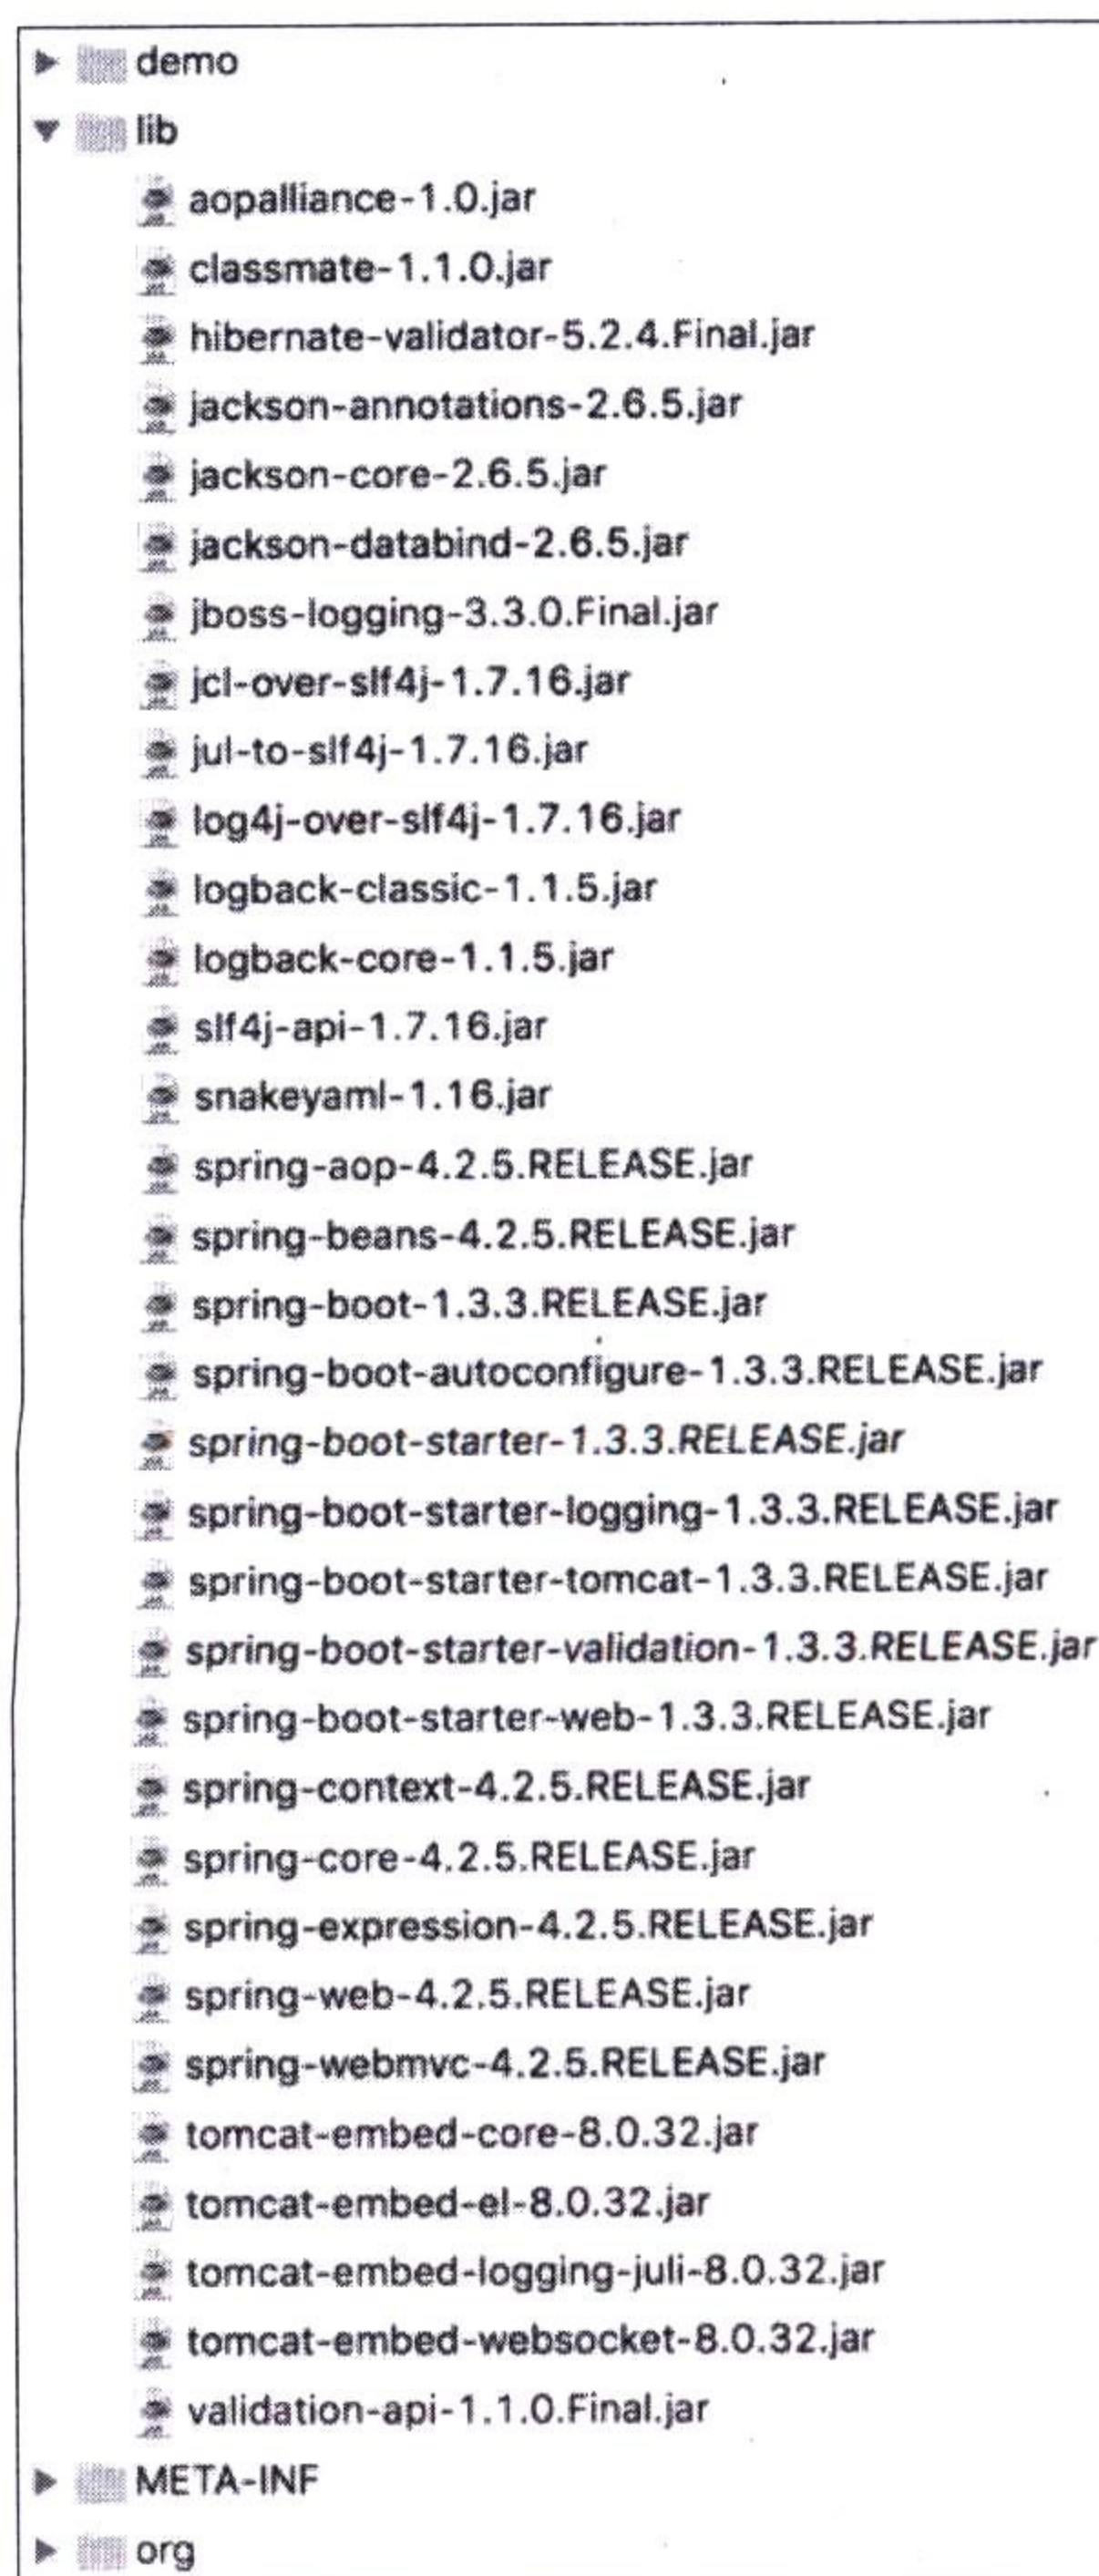 demo
lib
aopalliance-1.0.jar
classmate-1.1.0.jar
hibernate-validator-5.2.4.Final.jar
jackson-annotations-2.6.5.jar
jackson-core-2.6.5.jar
jackson-databind-2.6.5.jar
jboss-logging-3.3.0.Final.jar
jcl-over-slf4j-1.7.16.jar
jul-to-slf4j-1.7.16.jar
log4j-over-slf4j-1.7.16.jar
logback-classic-1.1.5.jar
logback-core-1.1.5.jar
slf4j-api-1.7.16.jar
snakeyaml-1.16.jar
spring-aop-4.2.5.RELEASE.jar
spring-beans-4.2.5.RELEASE.jar
spring-boot-1.3.3.RELEASE.jar
spring-boot-autoconfigure-1.3.3.RELEASE.jar
spring-boot-starter-1.3.3.RELEASE.jar
spring-boot-starter-logging-1.3.3.RELEASE.jar
spring-boot-starter-tomcat-1.3.3.RELEASE.jar
spring-boot-starter-validation-1.3.3.RELEASE.jar
spring-boot-starter-web-1.3.3.RELEASE.jar
spring-context-4.2.5.RELEASE.jar
spring-core-4.2.5.RELEASE.jar
spring-expression-4.2.5.RELEASE.jar
spring-web-4.2.5.RELEASE.jar
spring-webmvc-4.2.5.RELEASE.jar
tomcat-embed-core-8.0.32.jar
tomcat-embed-el-8.0.32.jar
tomcat-embed-logging-juli-8.0.32.jar
tomcat-embed-websocket-8.0.32.jar
validation-api-1.1.0.Final.jar
META-INF
org